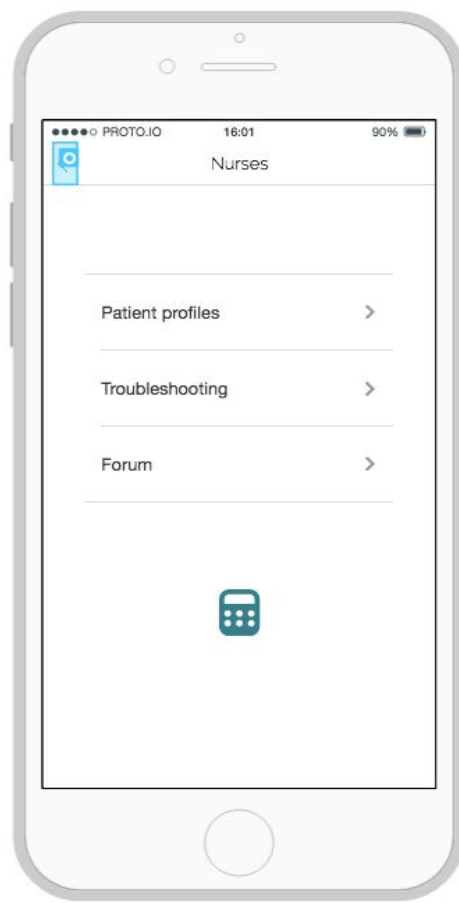 PROTO.IO 16:01 90%
Nurses
Patient profiles
Troubleshooting
Forum